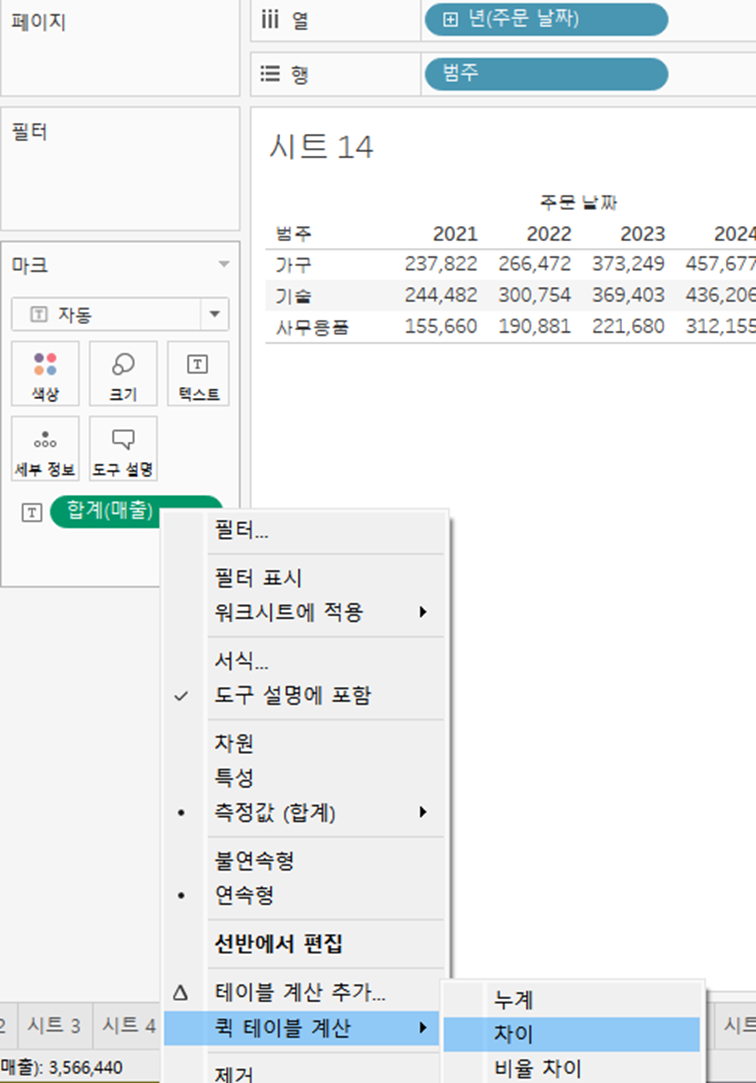 페이지
열
년(주문 날짜)
행
범주
필터
시트 14
주문 날짜
범주 2021 2022 2023 2024
가구 237,822 266,472 373,249 457,677
기술 244,482 300,754 369,403 436,206
사무용품 155,660 190,881 221,680 312,155
마크
자동
색상 크기 텍스트
세부 정보 도구 설명
합계(매출)
필터...
필터 표시
워크시트에 적용
서식...
도구 설명에 포함
차원
특성
측정값 (합계)
불연속형
연속형
선반에서 편집
테이블 계산 추가...
퀵 테이블 계산
제거
누계
차이
비율 차이
2 시트 3 시트 4 시트
매출): 3,566,440